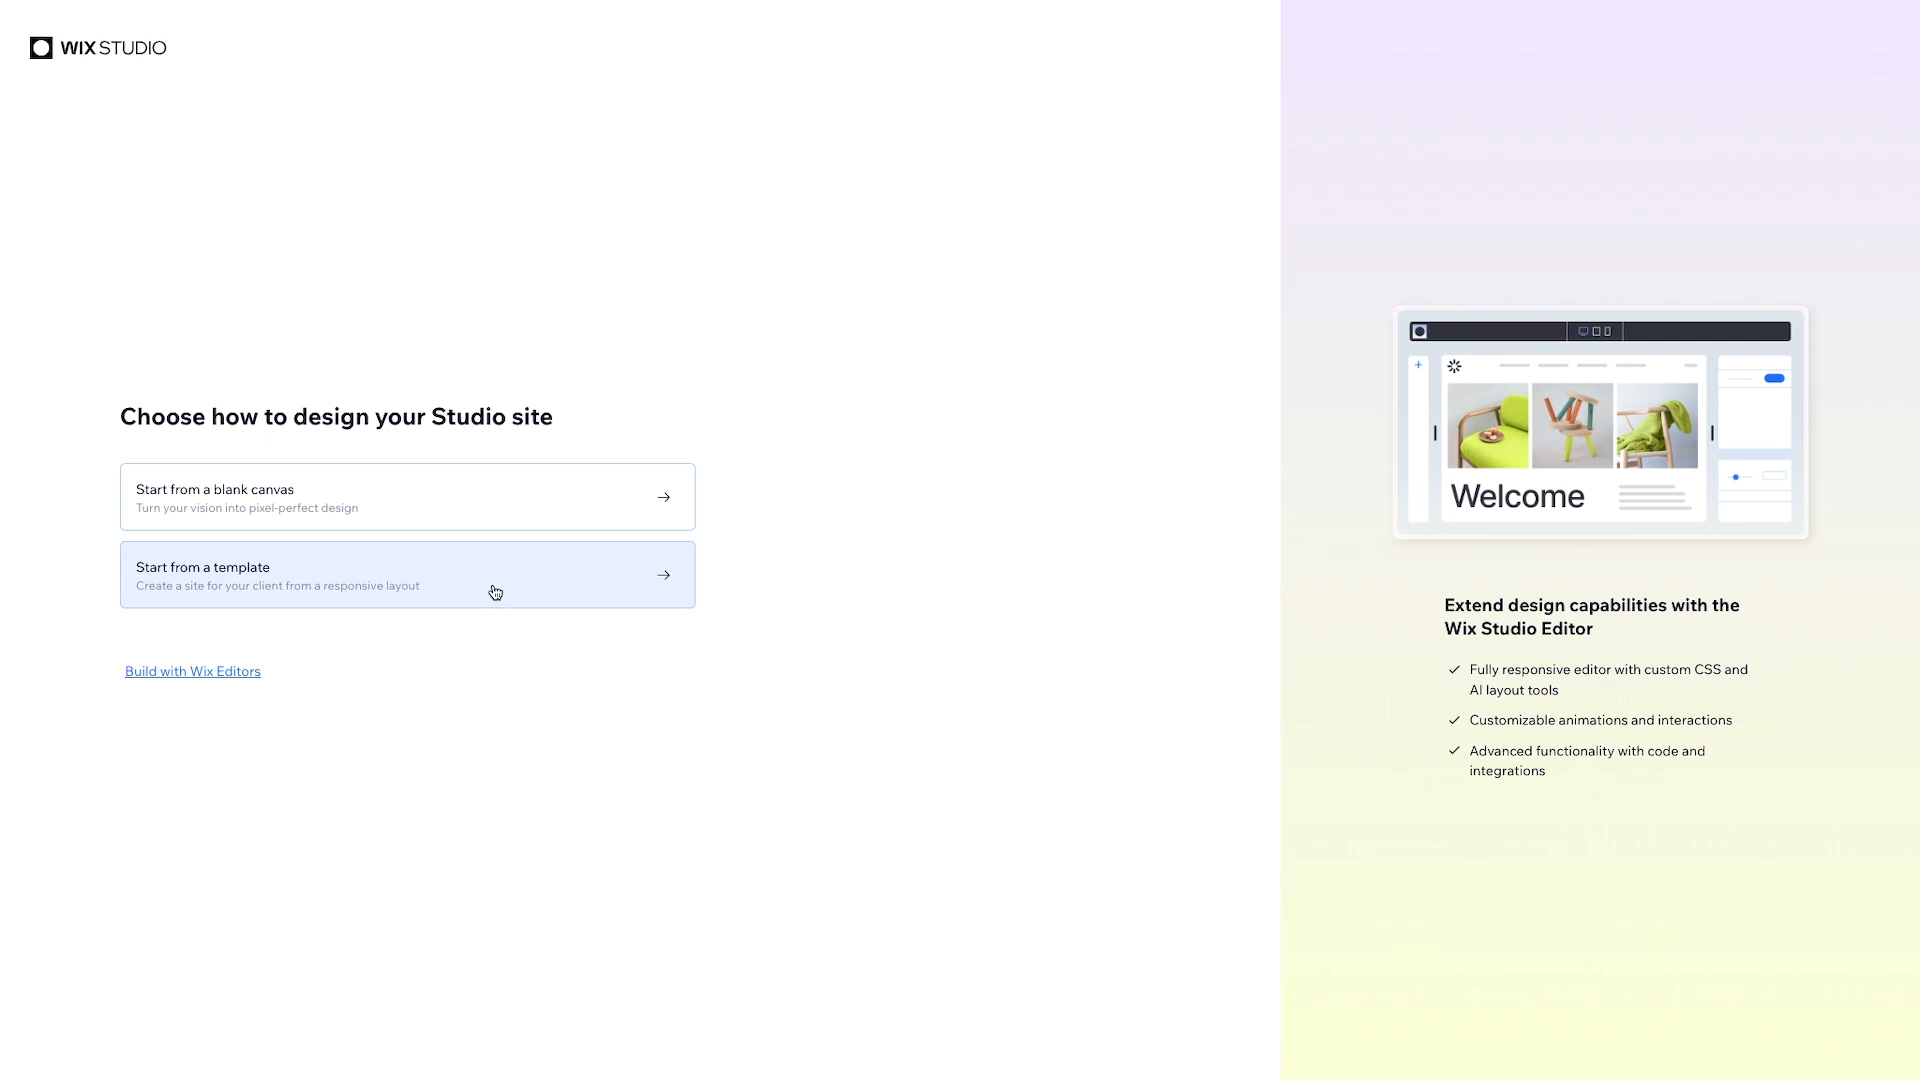 WIX STUDIO
Choose how to design your Studio site
Start from a blank canvas
Turn your vision into pixel-perfect design
Start from a template
Create a site for your client from a responsive layout
Build with Wix Editors
Welcome
Extend design capabilities with the
Wix Studio Editor
Fully responsive editor with custom CSS and
AI layout tools
Customizable animations and interactions
Advanced functionality with code and
integrations